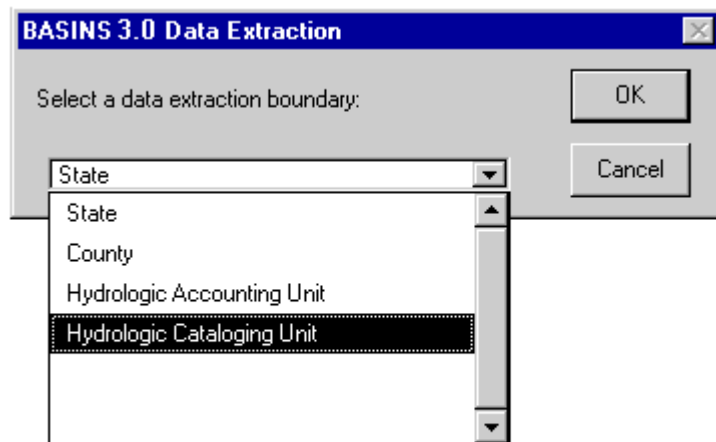 BASINS 3.0 Data Extraction
Select a data extraction boundary:
OK
State
Cancel
State
County
Hydrologic Accounting Unit
Hydrologic Cataloging Unit